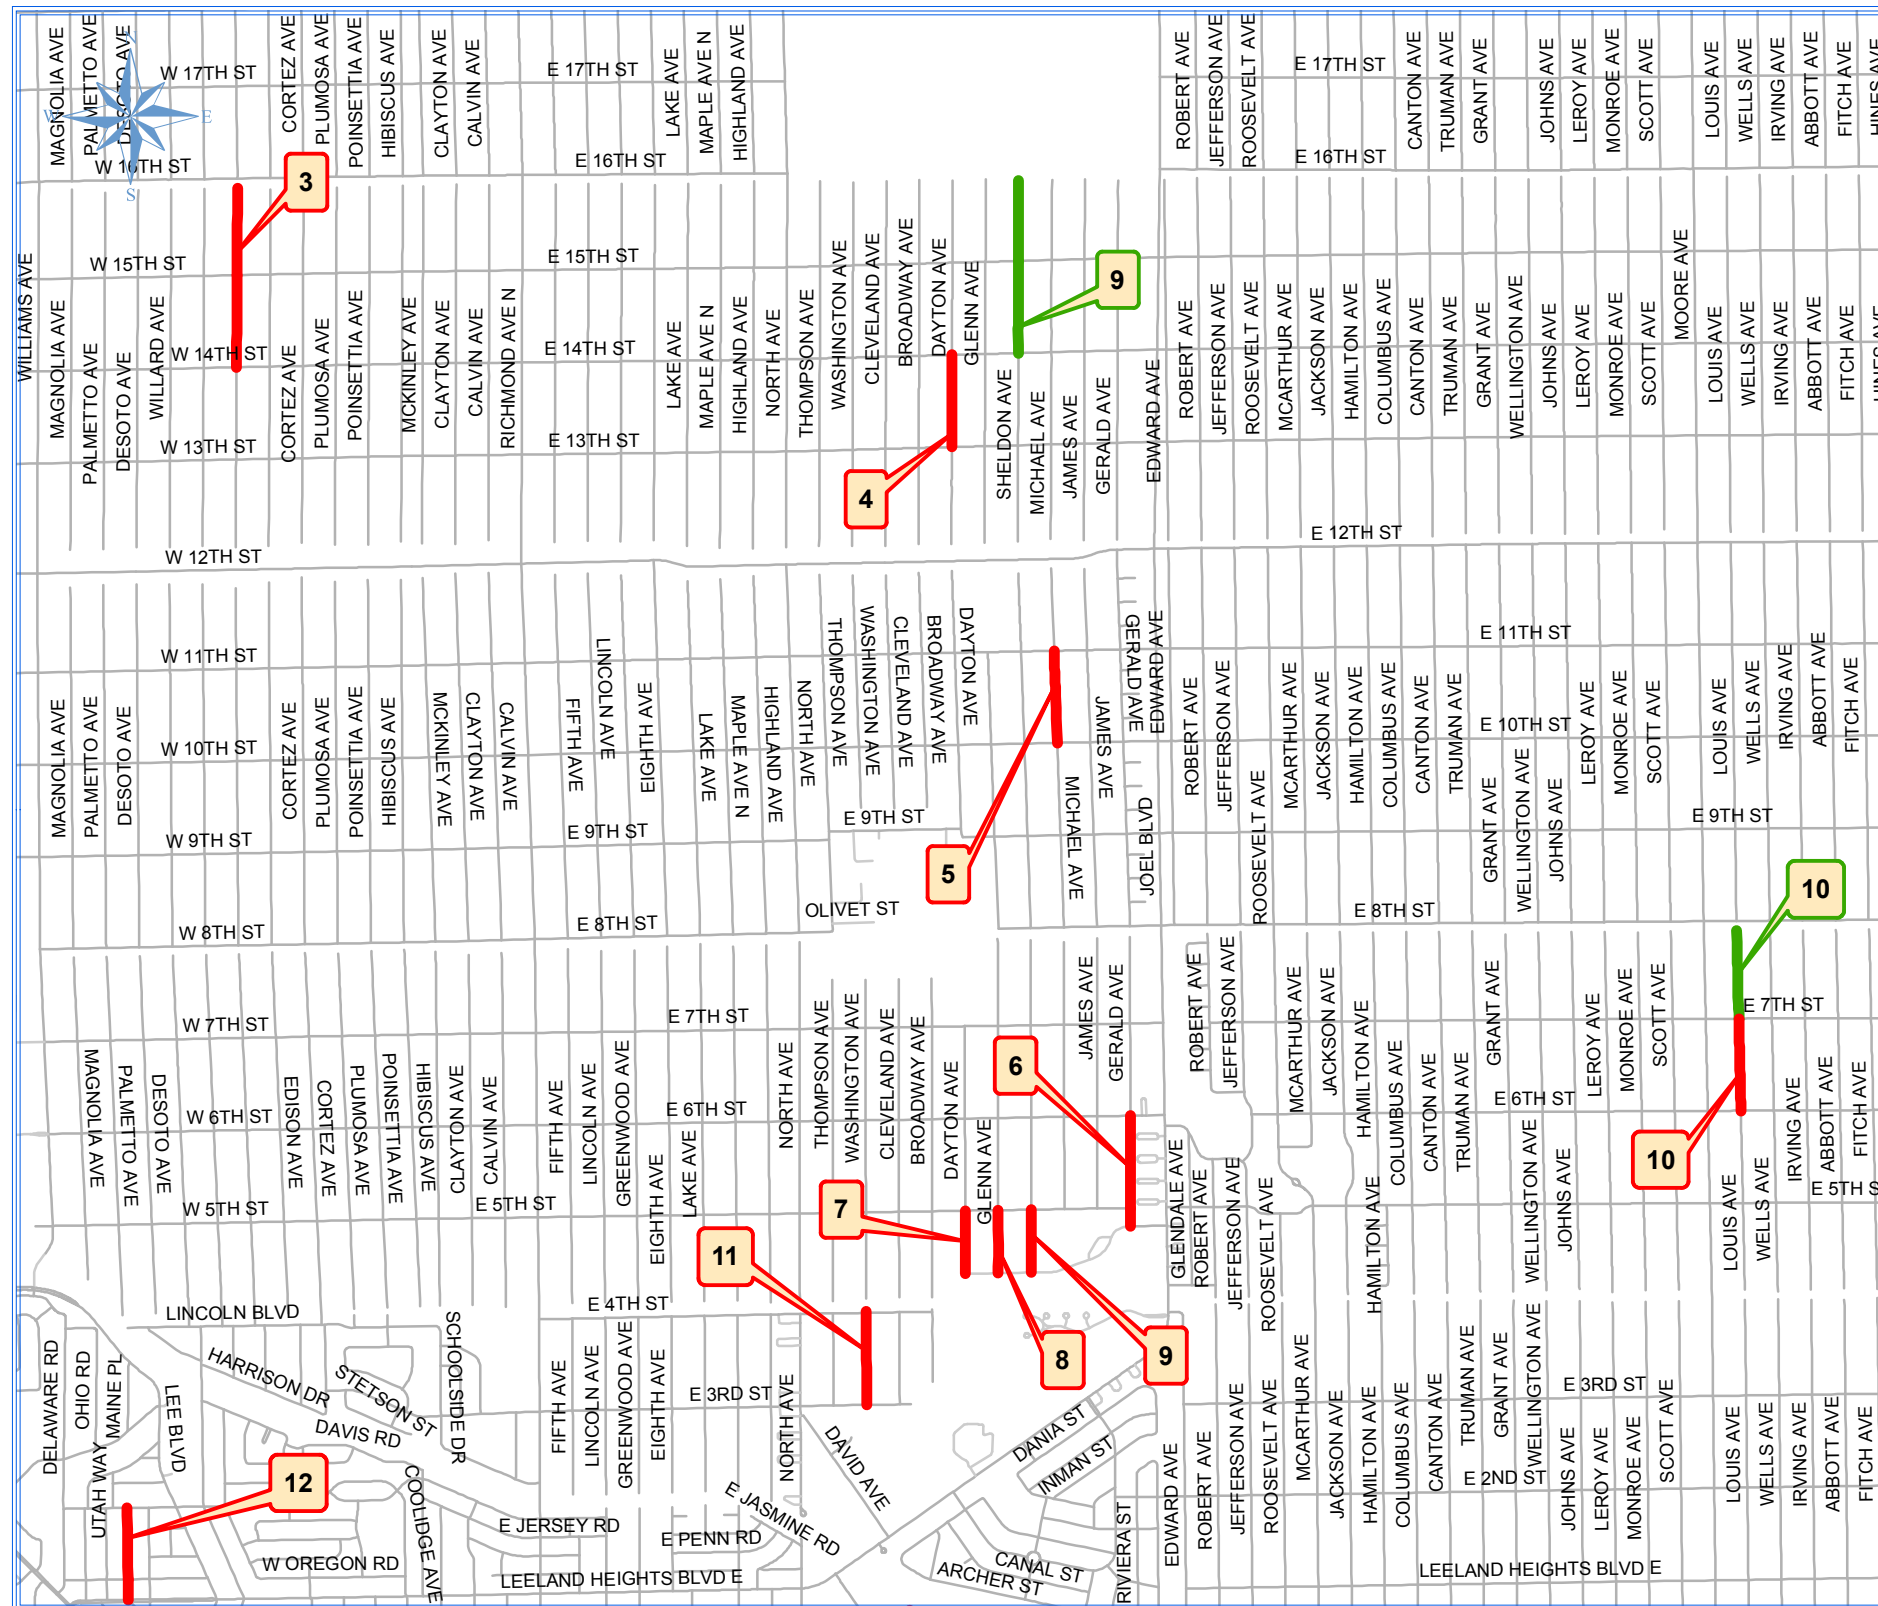 MAGNOLIA AVE
PALMETTO AVE
DESOTO AVE
N
W
E
S
W 17TH ST
CORTEZ AVE
PLUMOSA AVE
POINSETTIA AVE
HIBISCUS AVE
CLAYTON AVE
CALVIN AVE
E 17TH ST
LAKE AVE
MAPLE AVE N
HIGHLAND AVE
ROBERT AVE
JEFFERSON AVE
ROOSEVELT AVE
E 17TH ST
CANTON AVE
TRUMAN AVE
GRANT AVE
JOHNS AVE
LEROY AVE
MONROE AVE
SCOTT AVE
LOUIS AVE
WELLS AVE
IRVING AVE
ABBOTT AVE
FITCH AVE
HINES AVE
W 16TH ST
E 16TH ST
E 16TH ST
3
WILLIAMS AVE
W 15TH ST
E 15TH ST
9
MAGNOLIA AVE
PALMETTO AVE
DESOTO AVE
WILLARD AVE
W 14TH ST
CORTEZ AVE
PLUMOSA AVE
POINSETTIA AVE
MCKINLEY AVE
CLAYTON AVE
CALVIN AVE
RICHMOND AVE N
E 14TH ST
LAKE AVE
MAPLE AVE N
HIGHLAND AVE
NORTH AVE
THOMPSON AVE
WASHINGTON AVE
CLEVELAND AVE
BROADWAY AVE
DAYTON AVE
GLENN AVE
SHELDON AVE
MICHAEL AVE
JAMES AVE
GERALD AVE
EDWARD AVE
ROBERT AVE
JEFFERSON AVE
ROOSEVELT AVE
MCARTHUR AVE
JACKSON AVE
HAMILTON AVE
COLUMBUS AVE
CANTON AVE
TRUMAN AVE
GRANT AVE
WELLINGTON AVE
JOHNS AVE
LEROY AVE
MONROE AVE
SCOTT AVE
MOORE AVE
LOUIS AVE
WELLS AVE
IRVING AVE
ABBOTT AVE
FITCH AVE
W 13TH ST
E 13TH ST
4
W 12TH ST
E 12TH ST
W 11TH ST
E 11TH ST
MAGNOLIA AVE
PALMETTO AVE
DESOTO AVE
W 10TH ST
CORTEZ AVE
PLUMOSA AVE
POINSETTIA AVE
HIBISCUS AVE
MCKINLEY AVE
CLAYTON AVE
CALVIN AVE
FIFTH AVE
LINCOLN AVE
EIGHTH AVE
LAKE AVE
MAPLE AVE N
HIGHLAND AVE
NORTH AVE
THOMPSON AVE
WASHINGTON AVE
CLEVELAND AVE
BROADWAY AVE
DAYTON AVE
MICHAEL AVE
JAMES AVE
GERALD AVE
EDWARD AVE
JOEL BLVD
ROBERT AVE
JEFFERSON AVE
ROOSEVELT AVE
MCARTHUR AVE
JACKSON AVE
HAMILTON AVE
COLUMBUS AVE
CANTON AVE
TRUMAN AVE
E 10TH ST
GRANT AVE
WELLINGTON AVE
JOHNS AVE
LEROY AVE
MONROE AVE
SCOTT AVE
LOUIS AVE
WELLS AVE
IRVING AVE
ABBOTT AVE
FITCH AVE
W 9TH ST
E 9TH ST
E 9TH ST
E 9TH ST
5
10
W 8TH ST
E 8TH ST
OLIVET ST
E 8TH ST
W 7TH ST
E 7TH ST
E 7TH ST
6
MAGNOLIA AVE
PALMETTO AVE
DESOTO AVE
W 6TH ST
EDISON AVE
CORTEZ AVE
PLUMOSA AVE
POINSETTIA AVE
HIBISCUS AVE
CLAYTON AVE
CALVIN AVE
FIFTH AVE
LINCOLN AVE
GREENWOOD AVE
EIGHTH AVE
LAKE AVE
E 6TH ST
NORTH AVE
THOMPSON AVE
WASHINGTON AVE
CLEVELAND AVE
BROADWAY AVE
DAYTON AVE
GLENN AVE
JAMES AVE
GERALD AVE
GLENDALE AVE
ROBERT AVE
ROBERT AVE
JEFFERSON AVE
JEFFERSON AVE
ROOSEVELT AVE
MCARTHUR AVE
JACKSON AVE
HAMILTON AVE
HAMILTON AVE
COLUMBUS AVE
CANTON AVE
TRUMAN AVE
GRANT AVE
E 6TH ST
WELLINGTON AVE
JOHNS AVE
LEROY AVE
MONROE AVE
SCOTT AVE
10
LOUIS AVE
WELLS AVE
IRVING AVE
ABBOTT AVE
FITCH AVE
W 5TH ST
E 5TH ST
E 5TH S
7
11
8
9
LINCOLN BLVD
E 4TH ST
DELAWARE RD
OHIO RD
UTAH WAY
MAINE PL
LEE BLVD
HARRISON DR
STETSON ST
SCHOOLSIDE DR
DAVIS RD
COOLIDGE AVE
FIFTH AVE
LINCOLN AVE
GREENWOOD AVE
EIGHTH AVE
E 3RD ST
NORTH AVE
DAVID AVE
DANIA ST
INMAN ST
EDWARD AVE
ROBERT AVE
JEFFERSON AVE
ROOSEVELT AVE
MCARTHUR AVE
JACKSON AVE
HAMILTON AVE
COLUMBUS AVE
CANTON AVE
TRUMAN AVE
GRANT AVE
WELLINGTON AVE
E 3RD ST
E 2ND ST
JOHNS AVE
LEROY AVE
MONROE AVE
SCOTT AVE
LOUIS AVE
WELLS AVE
IRVING AVE
ABBOTT AVE
FITCH AVE
12
E JERSEY RD
E PENN RD
E JASMINE RD
W OREGON RD
LEELAND HEIGHTS BLVD E
ARCHER ST
CANAL ST
RIVIERA ST
LEELAND HEIGHTS BLVD E